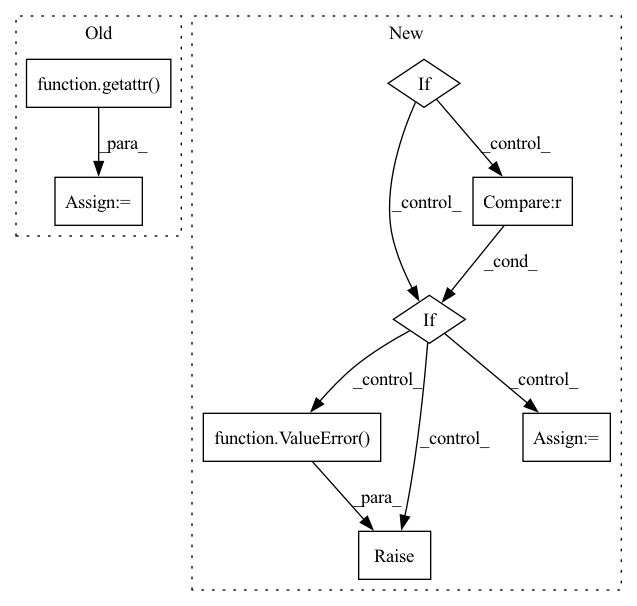 Old
New
function.getattr()
If
_para_
_control_
Assign:=
Compare:r
_control_
_cond_
If
_control_
_control_
function.ValueError()
_control_
Assign:=
_para_
Raise